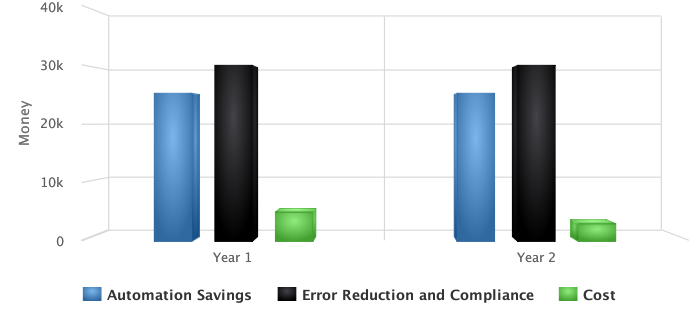 40k
30k
20k
10k
0
Money
Year 1 Year 2
Automation Savings Error Reduction and Compliance Cost